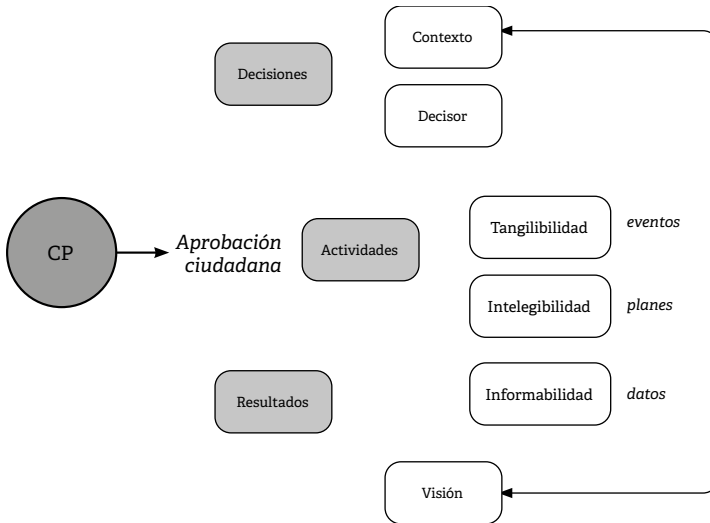 Contexto
Decisiones
Decisor
CP
Aprobación
ciudadana
Actividades
Tangilibilidad
eventos
Intelegibilidad
planes
Resultados
Informabilidad
datos
Visión